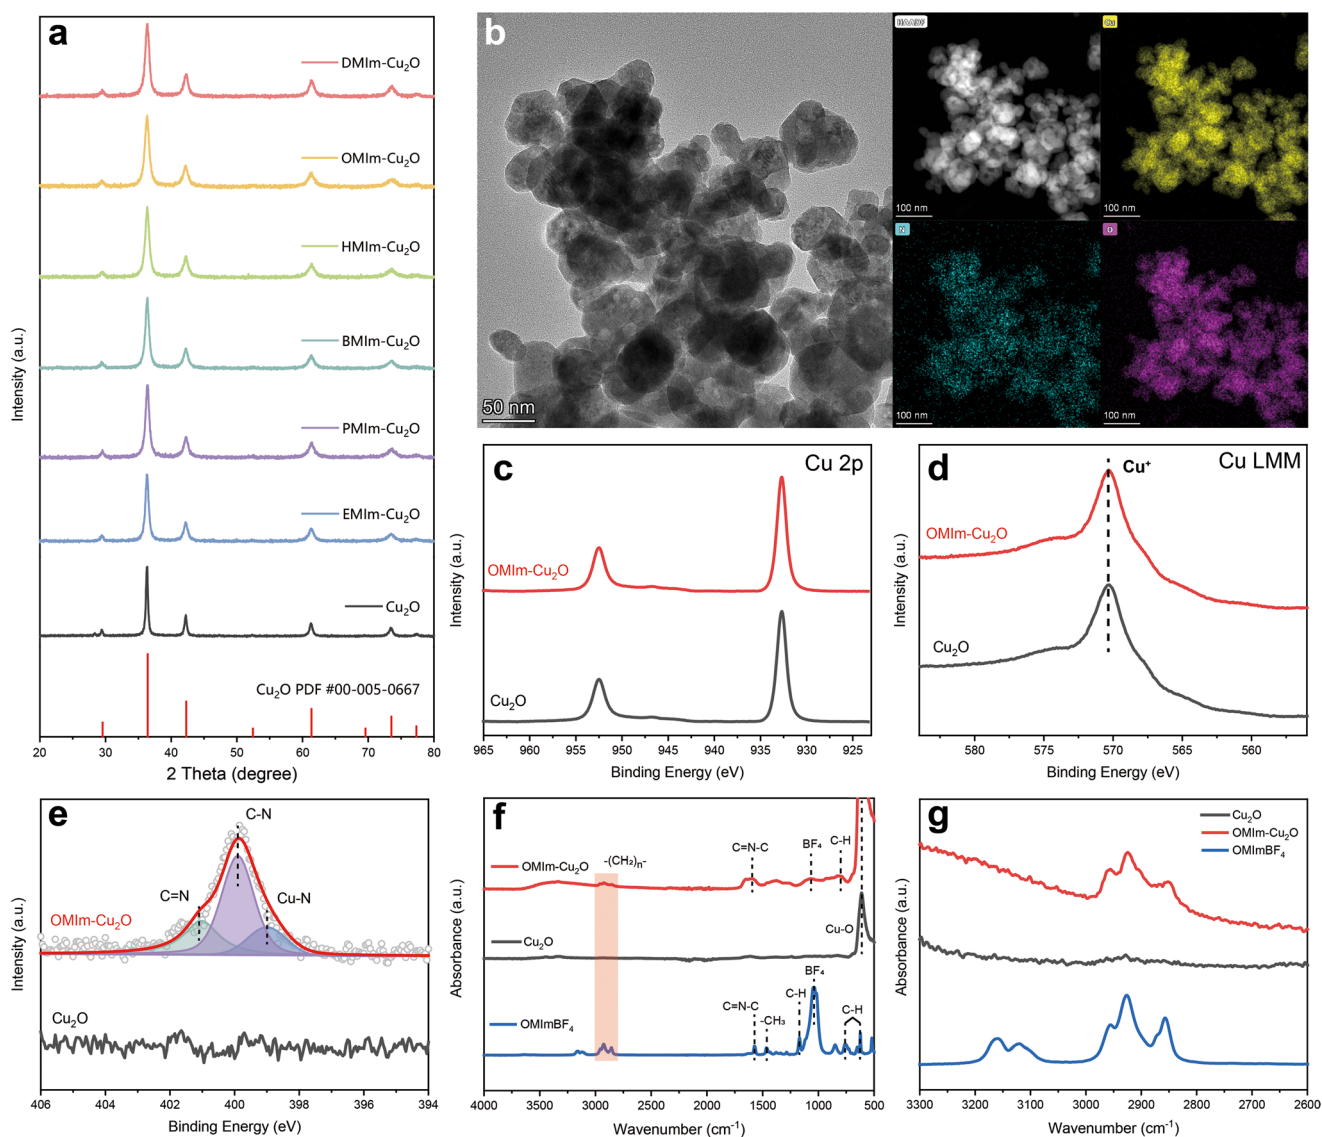 a
DMIm-Cu₂O
OMIm-Cu₂O
HMIm-Cu₂O
BMIm-Cu₂O
PMIm-Cu₂O
EMIm-Cu₂O
Cu₂O
Cu₂O PDF #00-005-0667
Intensity (a.u.)
20 30 40 50 60 70 80
2 Theta (degree)
b
50 nm
HAADF
100 nm
Cu
100 nm
N
100 nm
O
100 nm
c
Cu 2p
OMIm-Cu₂O
Cu₂O
Intensity (a.u.)
965 960 955 950 945 940 935 930 925
Binding Energy (eV)
d
Cu⁺
Cu LMM
OMIm-Cu₂O
Cu₂O
Intensity (a.u.)
580 575 570 565 560
Binding Energy (eV)
e
C-N
C=N
Cu-N
OMIm-Cu₂O
Cu₂O
Intensity (a.u.)
406 404 402 400 398 396 394
Binding Energy (eV)
f
OMIm-Cu₂O
-(CH₂)ₙ-
C=N-C
BF₄
C-H
Cu₂O
Cu-O
OMImBF₄
C=N-C
-CH₃
C-H
BF₄
C-H
Absorbance (a.u.)
4000 3500 3000 2500 2000 1500 1000 500
Wavenumber (cm⁻¹)
g
Cu₂O
OMIm-Cu₂O
OMImBF₄
Absorbance (a.u.)
3300 3200 3100 3000 2900 2800 2700 2600
Wavenumber (cm⁻¹)